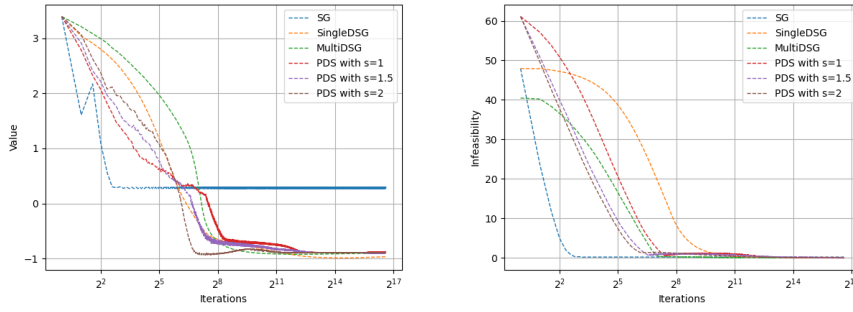 3
2
1
0
−1
Value
2^2
2^5
2^8
2^11
2^14
2^17
Iterations
SG
SingleDSG
MultiDSG
PDS with s=1
PDS with s=1.5
PDS with s=2
60
50
40
30
20
10
0
Infeasibility
2^2
2^5
2^8
2^11
2^14
2^17
Iterations
SG
SingleDSG
MultiDSG
PDS with s=1
PDS with s=1.5
PDS with s=2